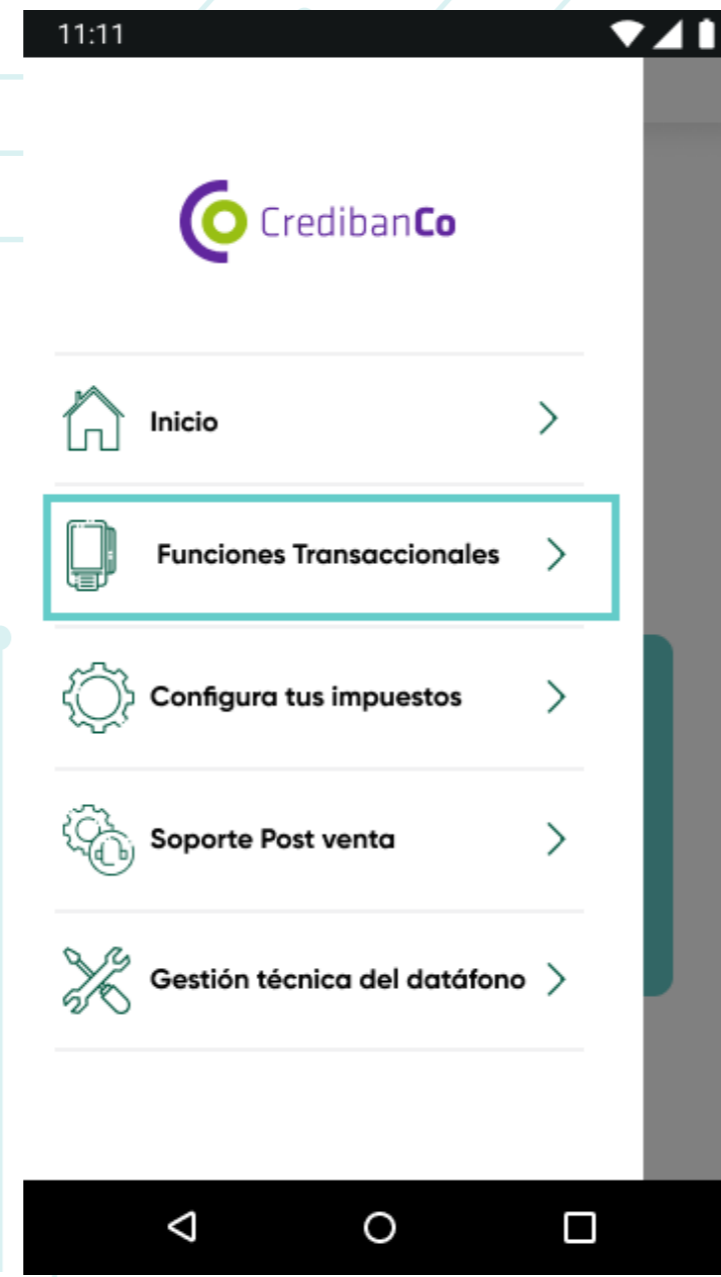 11:11
CredibanCo
Inicio
Funciones Transaccionales
Configura tus impuestos
Soporte Post venta
Gestión técnica del datáfono